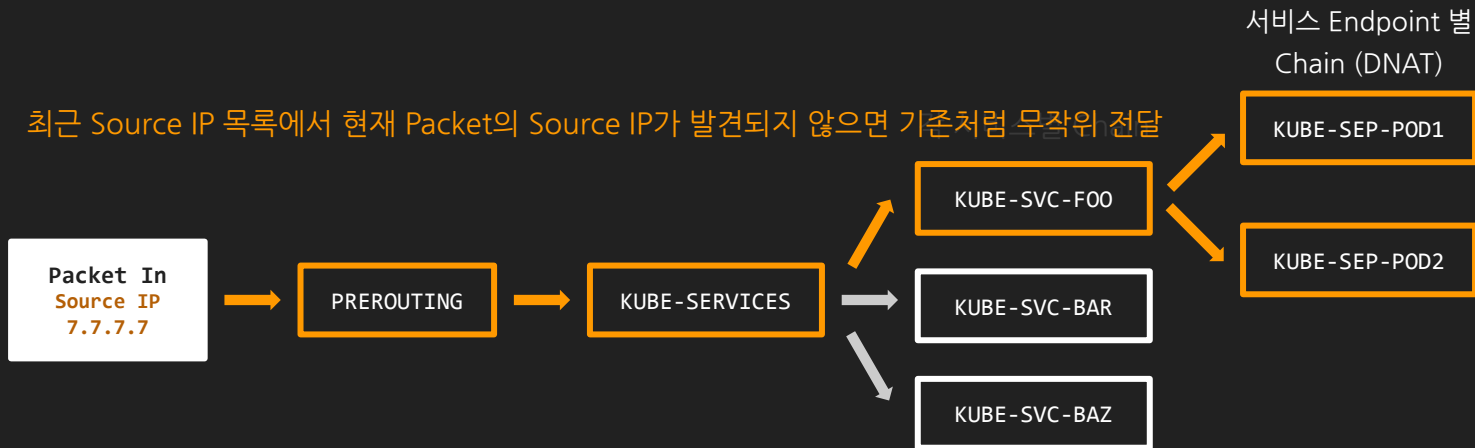 서비스 Endpoint 별
Chain (DNAT)
최근 Source IP 목록에서 현재 Packet의 Source IP가 발견되지 않으면 기존처럼 무작위 전달
KUBE-SEP-POD1
KUBE-SVC-FOO
Packet In
Source IP
7.7.7.7
PREROUTING
KUBE-SERVICES
KUBE-SEP-POD2
KUBE-SVC-BAR
KUBE-SVC-BAZ